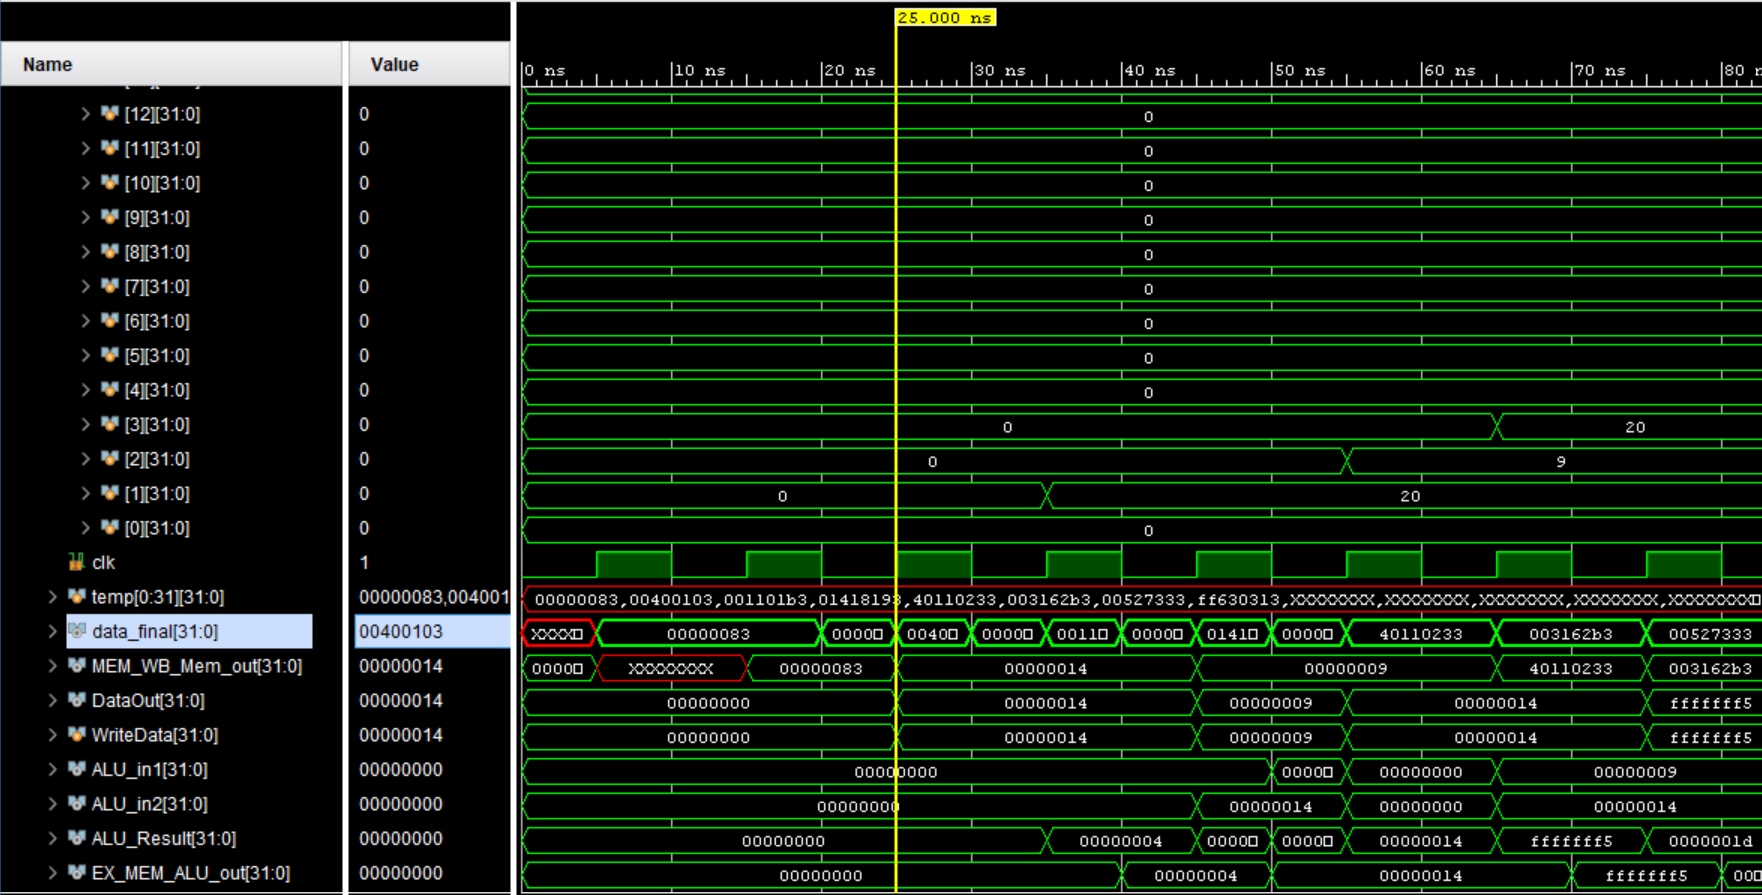 25.000 ns
Name Value
0 ns 10 ns 20 ns 30 ns 40 ns 50 ns 60 ns 70 ns 80 n
[12][31:0] 0 0
[11][31:0] 0 0
[10][31:0] 0 0
[9][31:0] 0 0
[8][31:0] 0 0
[7][31:0] 0 0
[6][31:0] 0 0
[5][31:0] 0 0
[4][31:0] 0 0
[3][31:0] 0 0 20
[2][31:0] 0 0 9
[1][31:0] 0 0 20
[0][31:0] 0 0
clk 1
temp[0:31][31:0] 00000083,004001 00000083,00400103,001101b3,01418193,40110233,003162b3,00527333,ff630313,XXXXXXXX,XXXXXXXX,XXXXXXXX,XXXXXXXX,XXXXXXXX
data_final[31:0] 00400103 XXXX 00000083 0000 0040 0000 0011 0000 0141 0000 40110233 003162b3 00527333
MEM_WB_Mem_out[31:0] 00000014 0000 XXXXXXXX 00000083 00000014 00000009 40110233 003162b3
DataOut[31:0] 00000014 00000000 00000014 00000009 00000014 fffffff5
WriteData[31:0] 00000014 00000000 00000014 00000009 00000014 fffffff5
ALU_in1[31:0] 00000000 00000000 0000 00000000 00000009
ALU_in2[31:0] 00000000 00000000 00000014 00000000 00000014
ALU_Result[31:0] 00000000 00000000 00000004 0000 0000 00000014 fffffff5 0000001d
EX_MEM_ALU_out[31:0] 00000000 00000000 00000004 00000014 fffffff5 000